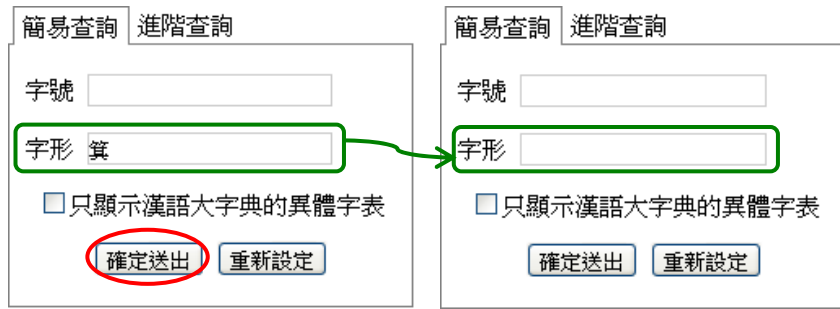 簡易查詢 進階查詢
字號
字形 箕
只顯示漢語大字典的異體字表
確定送出 重新設定
簡易查詢 進階查詢
字號
字形
只顯示漢語大字典的異體字表
確定送出 重新設定